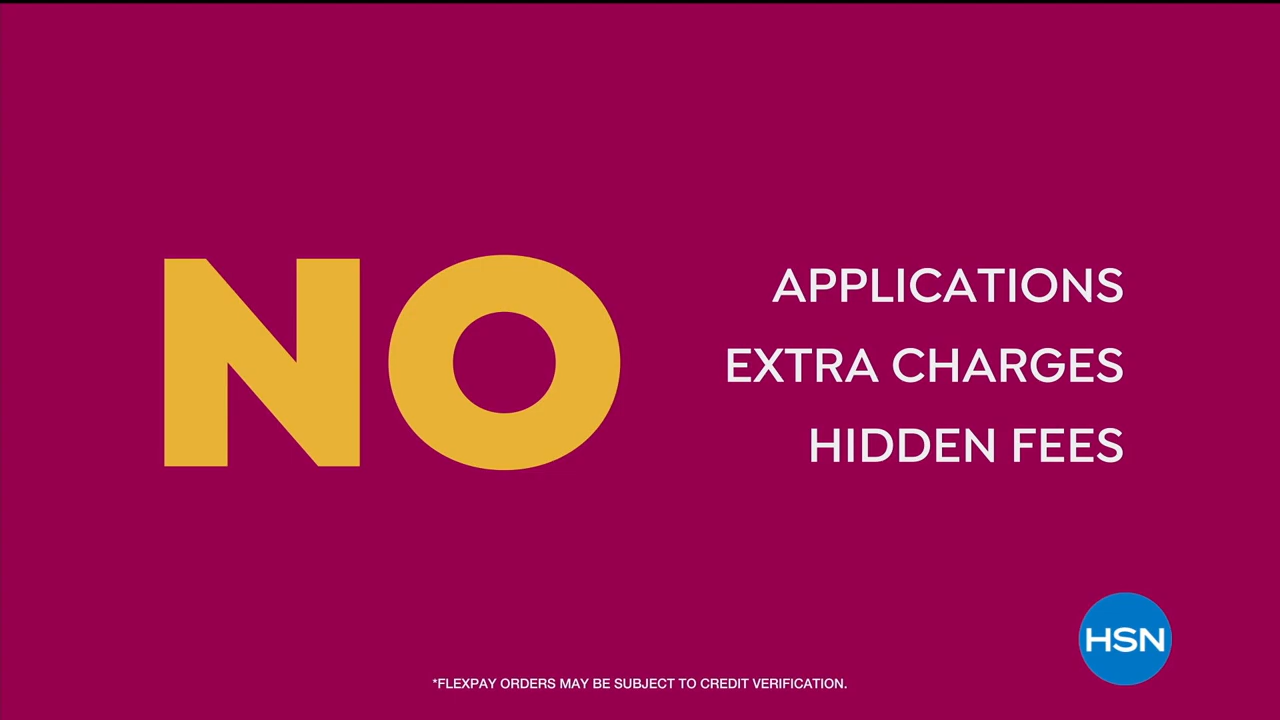 NO
APPLICATIONS
EXTRA CHARGES
HIDDEN FEES
HSN
*FLEXPAY ORDERS MAY BE SUBJECT TO CREDIT VERIFICATION.